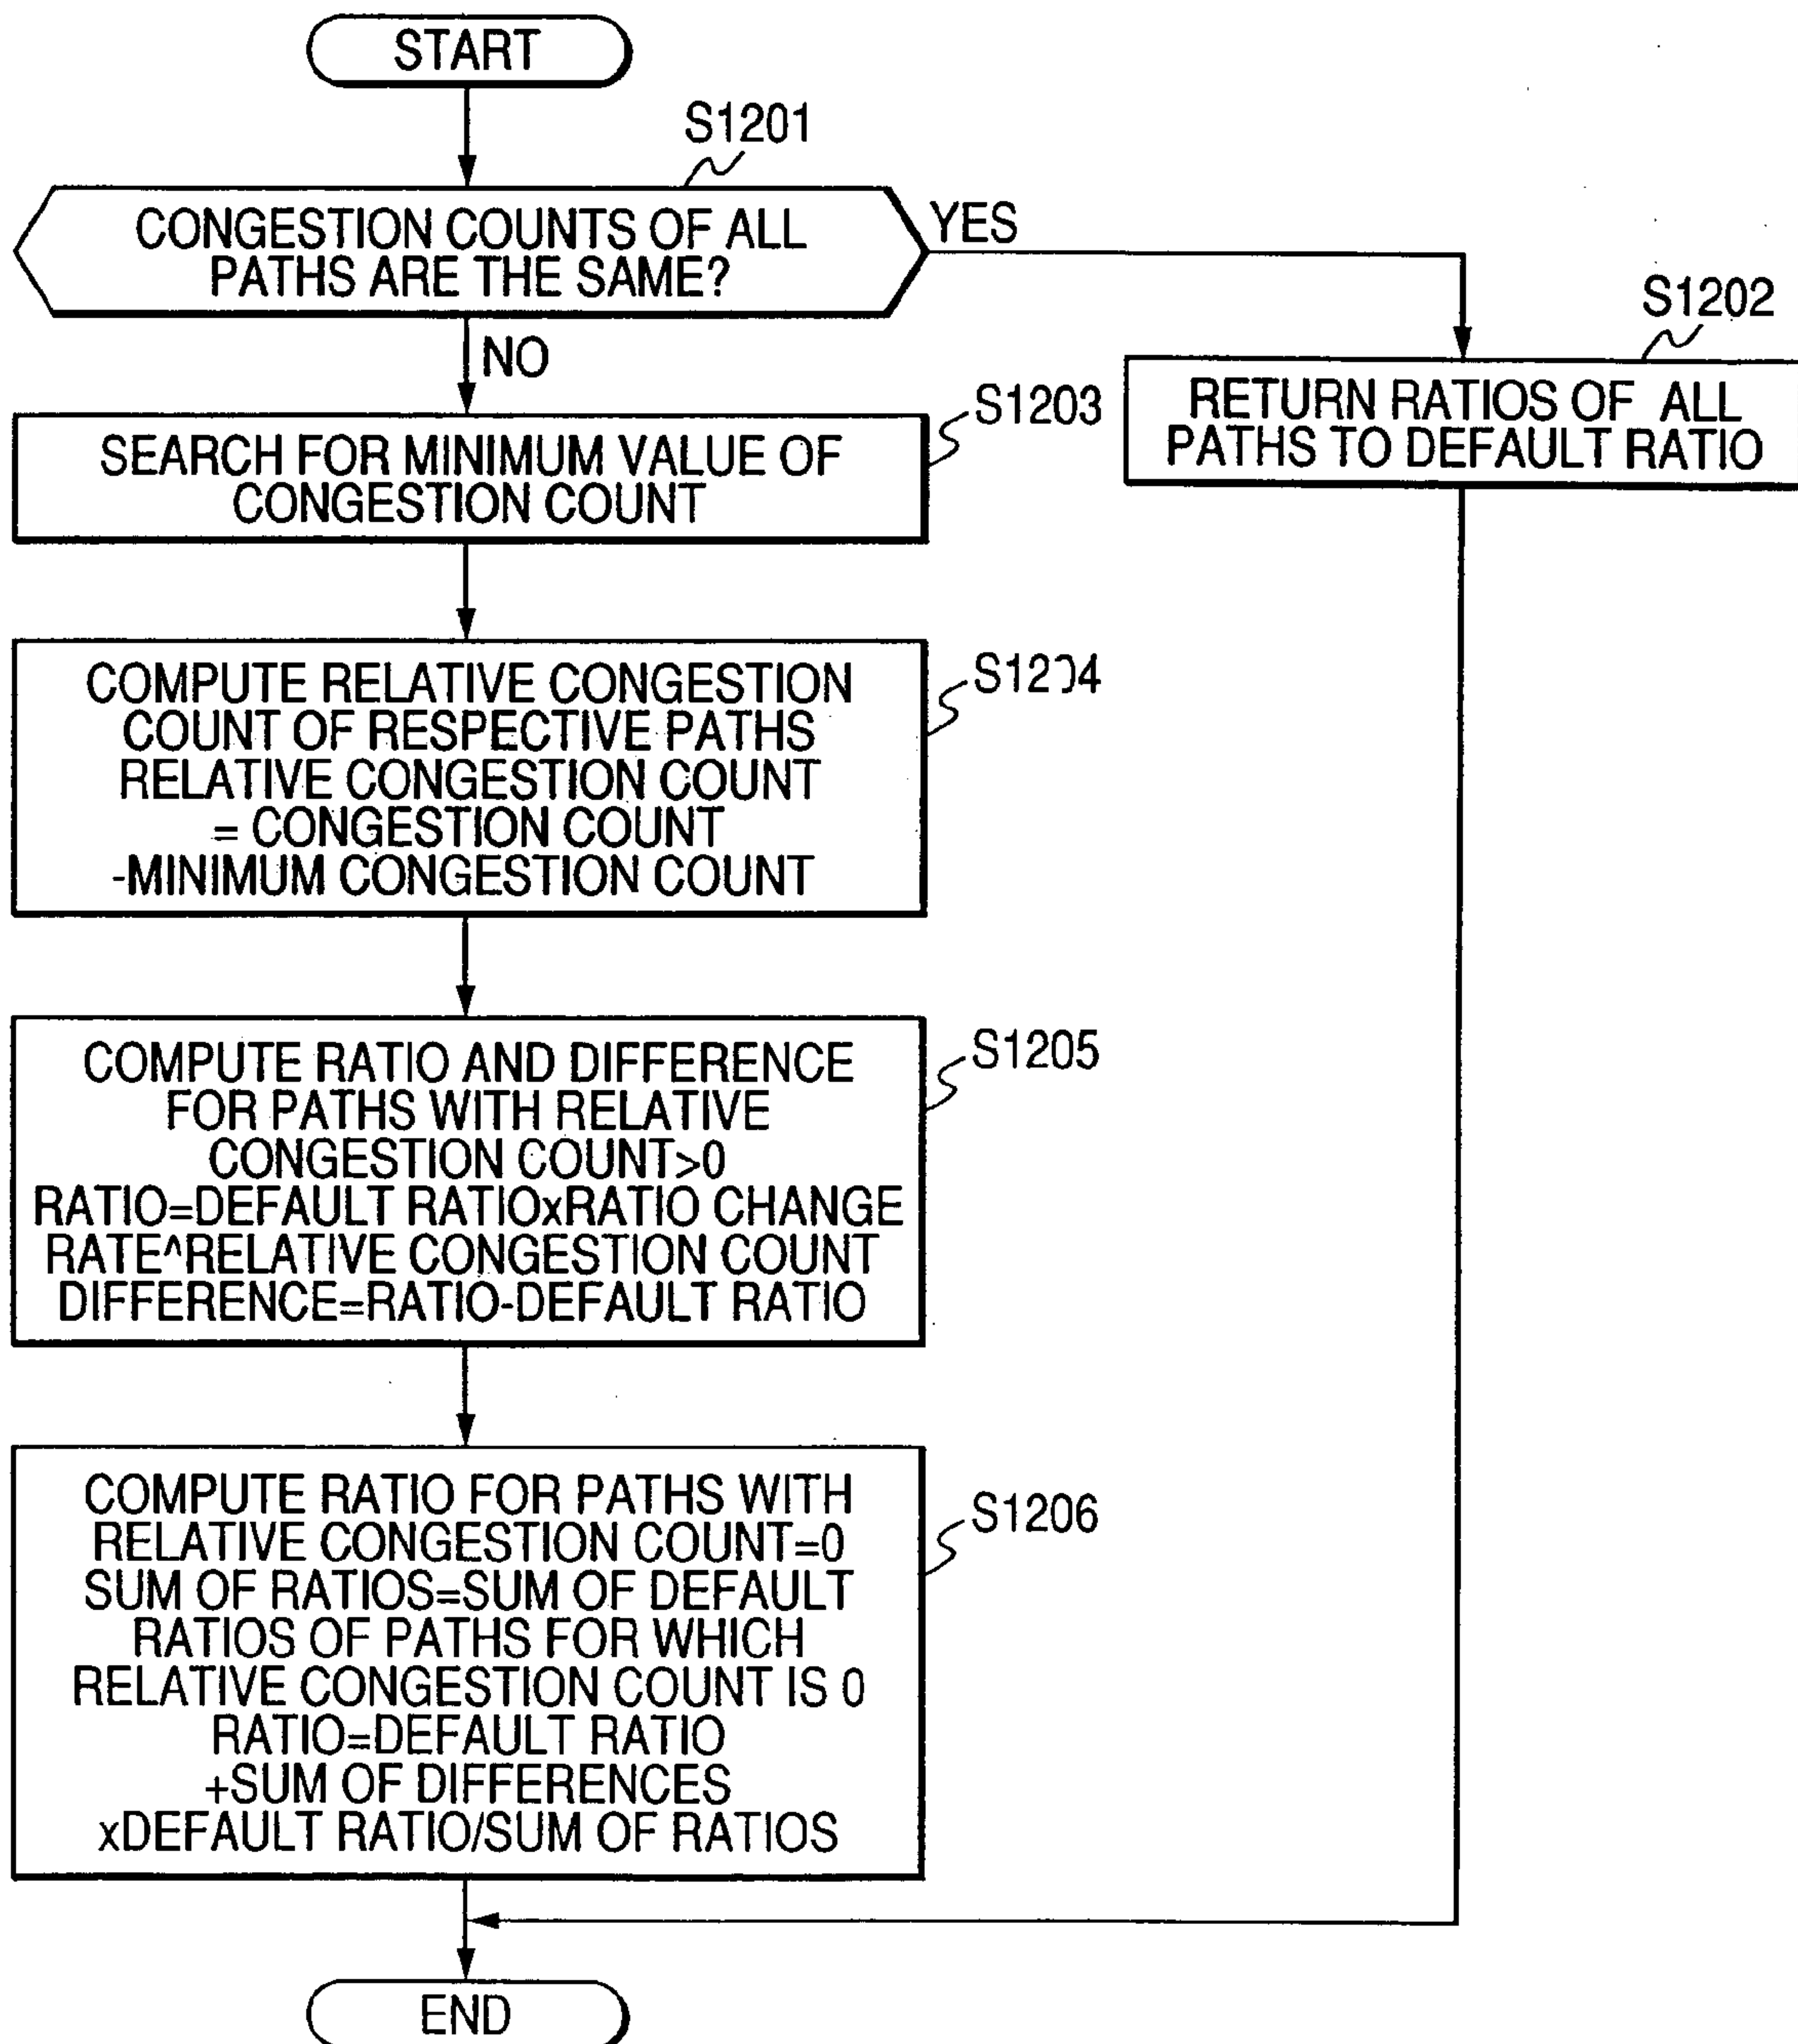 START
S1201
CONGESTION COUNTS OF ALL
PATHS ARE THE SAME?
YES
NO
S1202
RETURN RATIOS OF ALL
PATHS TO DEFAULT RATIO
S1203
SEARCH FOR MINIMUM VALUE OF
CONGESTION COUNT
S1204
COMPUTE RELATIVE CONGESTION
COUNT OF RESPECTIVE PATHS
RELATIVE CONGESTION COUNT
= CONGESTION COUNT
-MINIMUM CONGESTION COUNT
S1205
COMPUTE RATIO AND DIFFERENCE
FOR PATHS WITH RELATIVE
CONGESTION COUNT>0
RATIO=DEFAULT RATIOxRATIO CHANGE
RATE^RELATIVE CONGESTION COUNT
DIFFERENCE=RATIO-DEFAULT RATIO
S1206
COMPUTE RATIO FOR PATHS WITH
RELATIVE CONGESTION COUNT=0
SUM OF RATIOS=SUM OF DEFAULT
RATIOS OF PATHS FOR WHICH
RELATIVE CONGESTION COUNT IS 0
RATIO=DEFAULT RATIO
+SUM OF DIFFERENCES
xDEFAULT RATIO/SUM OF RATIOS
END